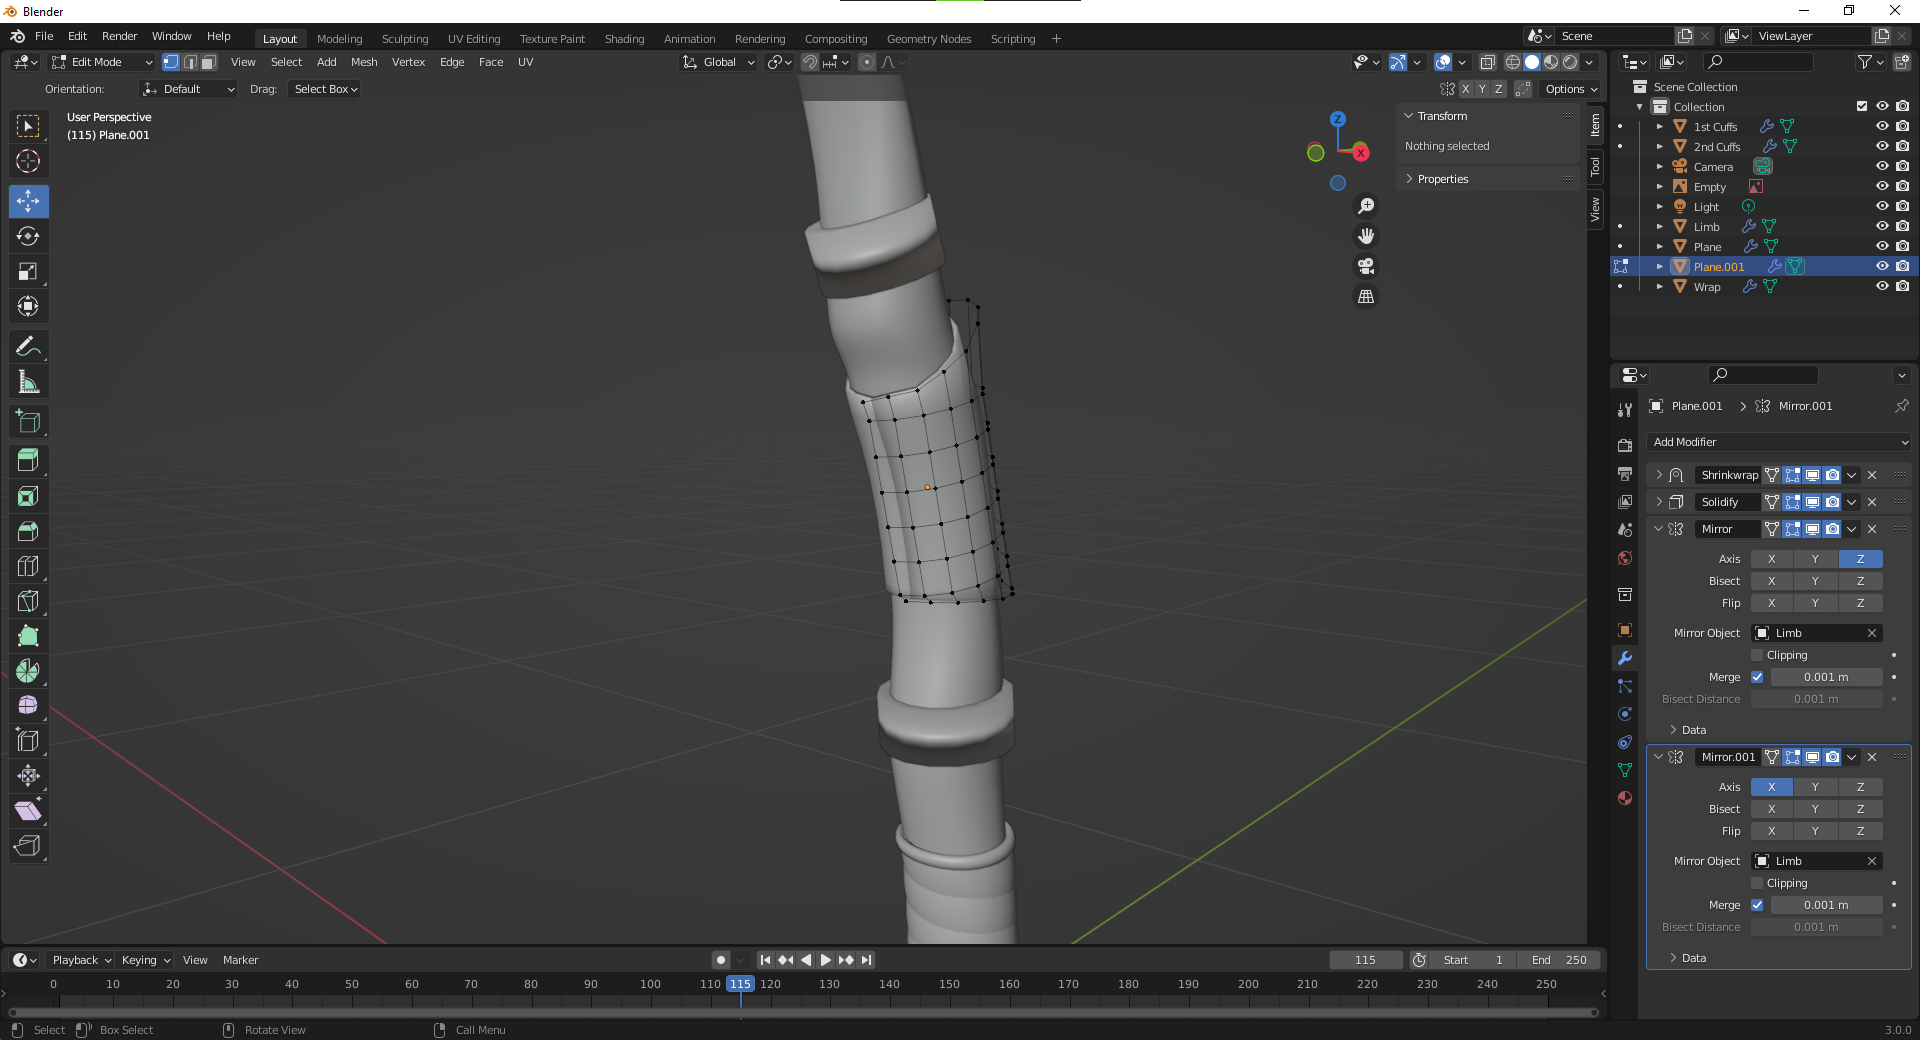 Blender
File Edit Render Window Help Layout Modeling Sculpting UV Editing Texture Paint Shading Animation Rendering Compositing Geometry Nodes Scripting + Scene ViewLayer
Edit Mode View Select Add Mesh Vertex Edge Face UV Global
Orientation: Default Drag: Select Box X Y Z Options
User Perspective
(115) Plane.001
Z
X
Transform
Nothing selected
Properties
Item
Tool
View
Scene Collection
Collection
1st Cuffs
2nd Cuffs
Camera
Empty
Light
Limb
Plane
Plane.001
Wrap
Plane.001 > Mirror.001
Add Modifier
Shrinkwrap
Solidify
Mirror
Axis X Y Z
Bisect X Y Z
Flip X Y Z
Mirror Object Limb
Clipping
Merge 0.001 m
Bisect Distance 0.001 m
Data
Mirror.001
Axis X Y Z
Bisect X Y Z
Flip X Y Z
Mirror Object Limb
Clipping
Merge 0.001 m
Bisect Distance 0.001 m
Data
Playback Keying View Marker 115 Start 1 End 250
0 10 20 30 40 50 60 70 80 90 100 110 115 120 130 140 150 160 170 180 190 200 210 220 230 240 250
Select Box Select Rotate View Call Menu 3.0.0